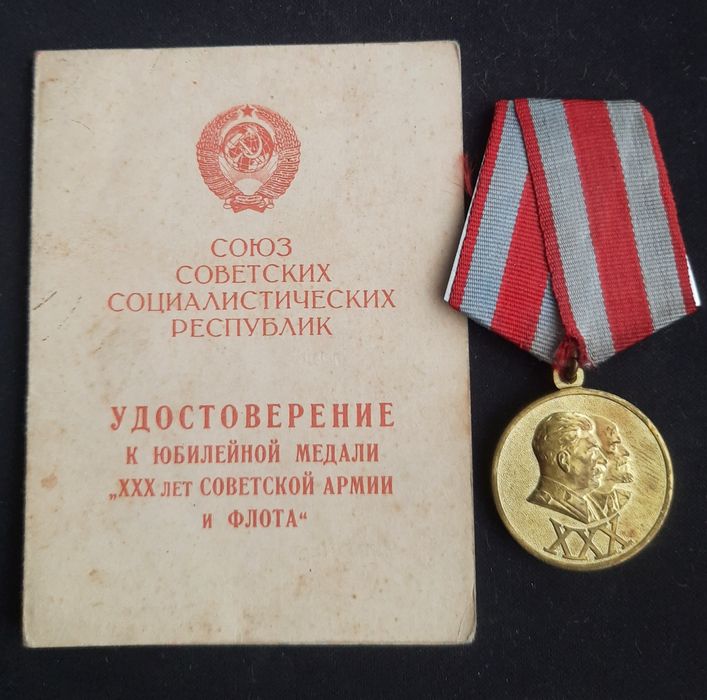 СОЮЗ
СОВЕТСКИХ
СОЦИАЛИСТИЧЕСКИХ
РЕСПУБЛИК
УДОСТОВЕРЕНИЕ
К ЮБИЛЕЙНОЙ МЕДАЛИ
„XXX ЛЕТ СОВЕТСКОЙ АРМИИ
И ФЛОТА“
XXX